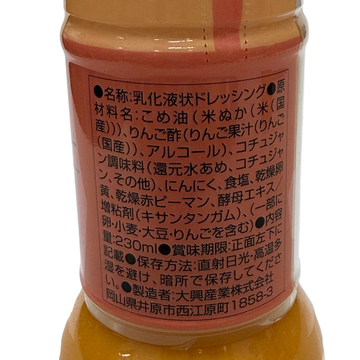 ●名称:乳化液状ドレッシング●原
材料名:こめ油(米ぬか(米(国
産)))、りんご酢(りんご果汁(りんご
(国産))、アルコール)、コチュジャ
ン調味料(還元水あめ、コチュジャ
ン、その他)、にんにく、食塩、乾燥卵
黄、乾燥赤ピーマン、酵母エキス/
増粘剤(キサンタンガム)、(一部に
卵・小麦・大豆・りんごを含む)●内容
量:230ml●賞味期限:正面左下に
記載●保存方法:直射日光・高温多
湿を避け、暗所で保存してくださ
い。●製造者:大興産業株式会社
岡山県井原市西江原町1858-3